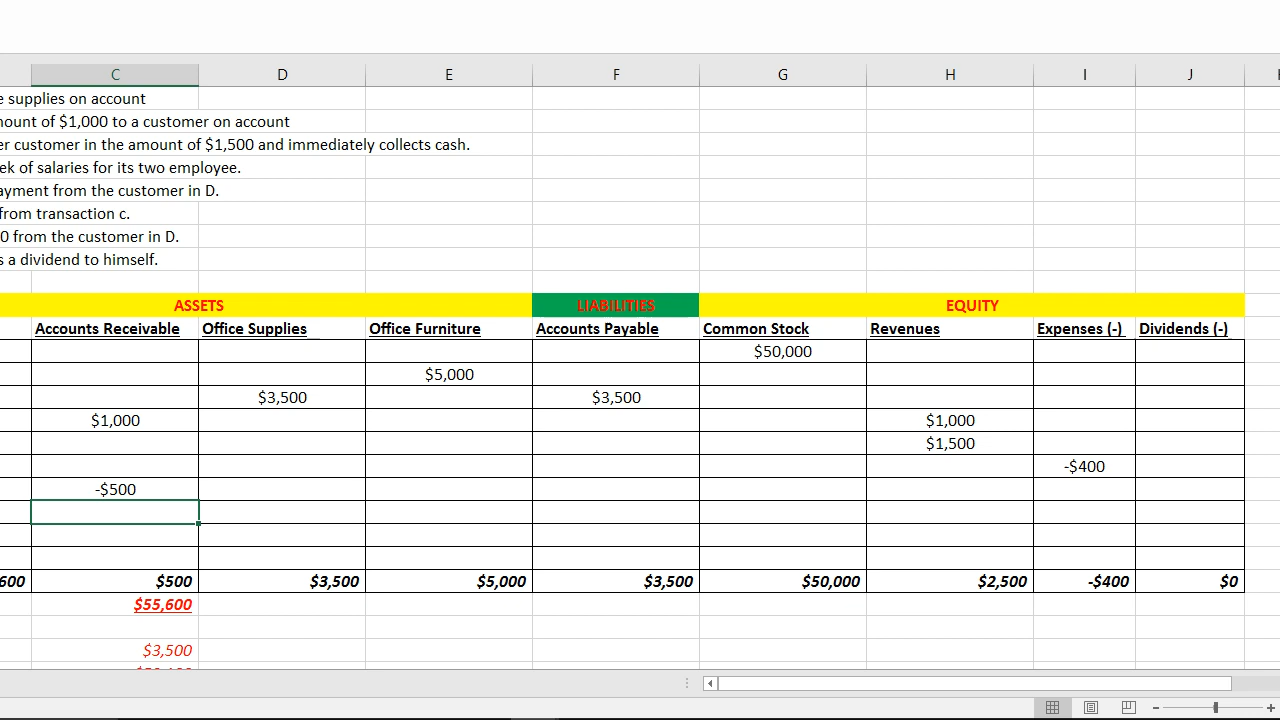 C D E F G H I J
e supplies on account
ount of $1,000 to a customer on account
er customer in the amount of $1,500 and immediately collects cash.
ek of salaries for its two employee.
ayment from the customer in D.
from transaction c.
0 from the customer in D.
s a dividend to himself.
ASSETS LIABILITIES EQUITY
Accounts Receivable Office Supplies Office Furniture Accounts Payable Common Stock Revenues Expenses (-) Dividends (-)
$50,000
$5,000
$3,500 $3,500
$1,000 $1,000
$1,500
-$400
-$500
600 $500 $3,500 $5,000 $3,500 $50,000 $2,500 -$400 $0
$55,600
$3,500